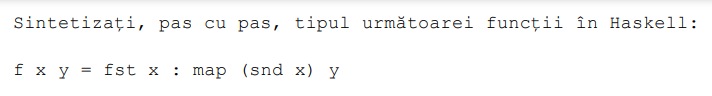 Sintetizați, pas cu pas, tipul următoarei funcții în Haskell:
f x y = fst x : map (snd x) y